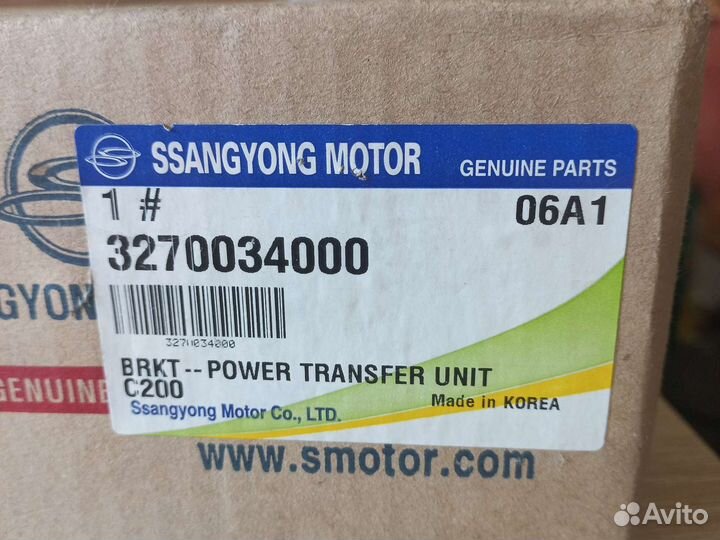 SSANGYONG MOTOR GENUINE PARTS
1 # 06A1
3270034000
3270034000
BRKT--POWER TRANSFER UNIT
C200
Made in KOREA
Ssangyong Motor Co., LTD.
ANGYON
GENUINE
www.smotor.com
Avito